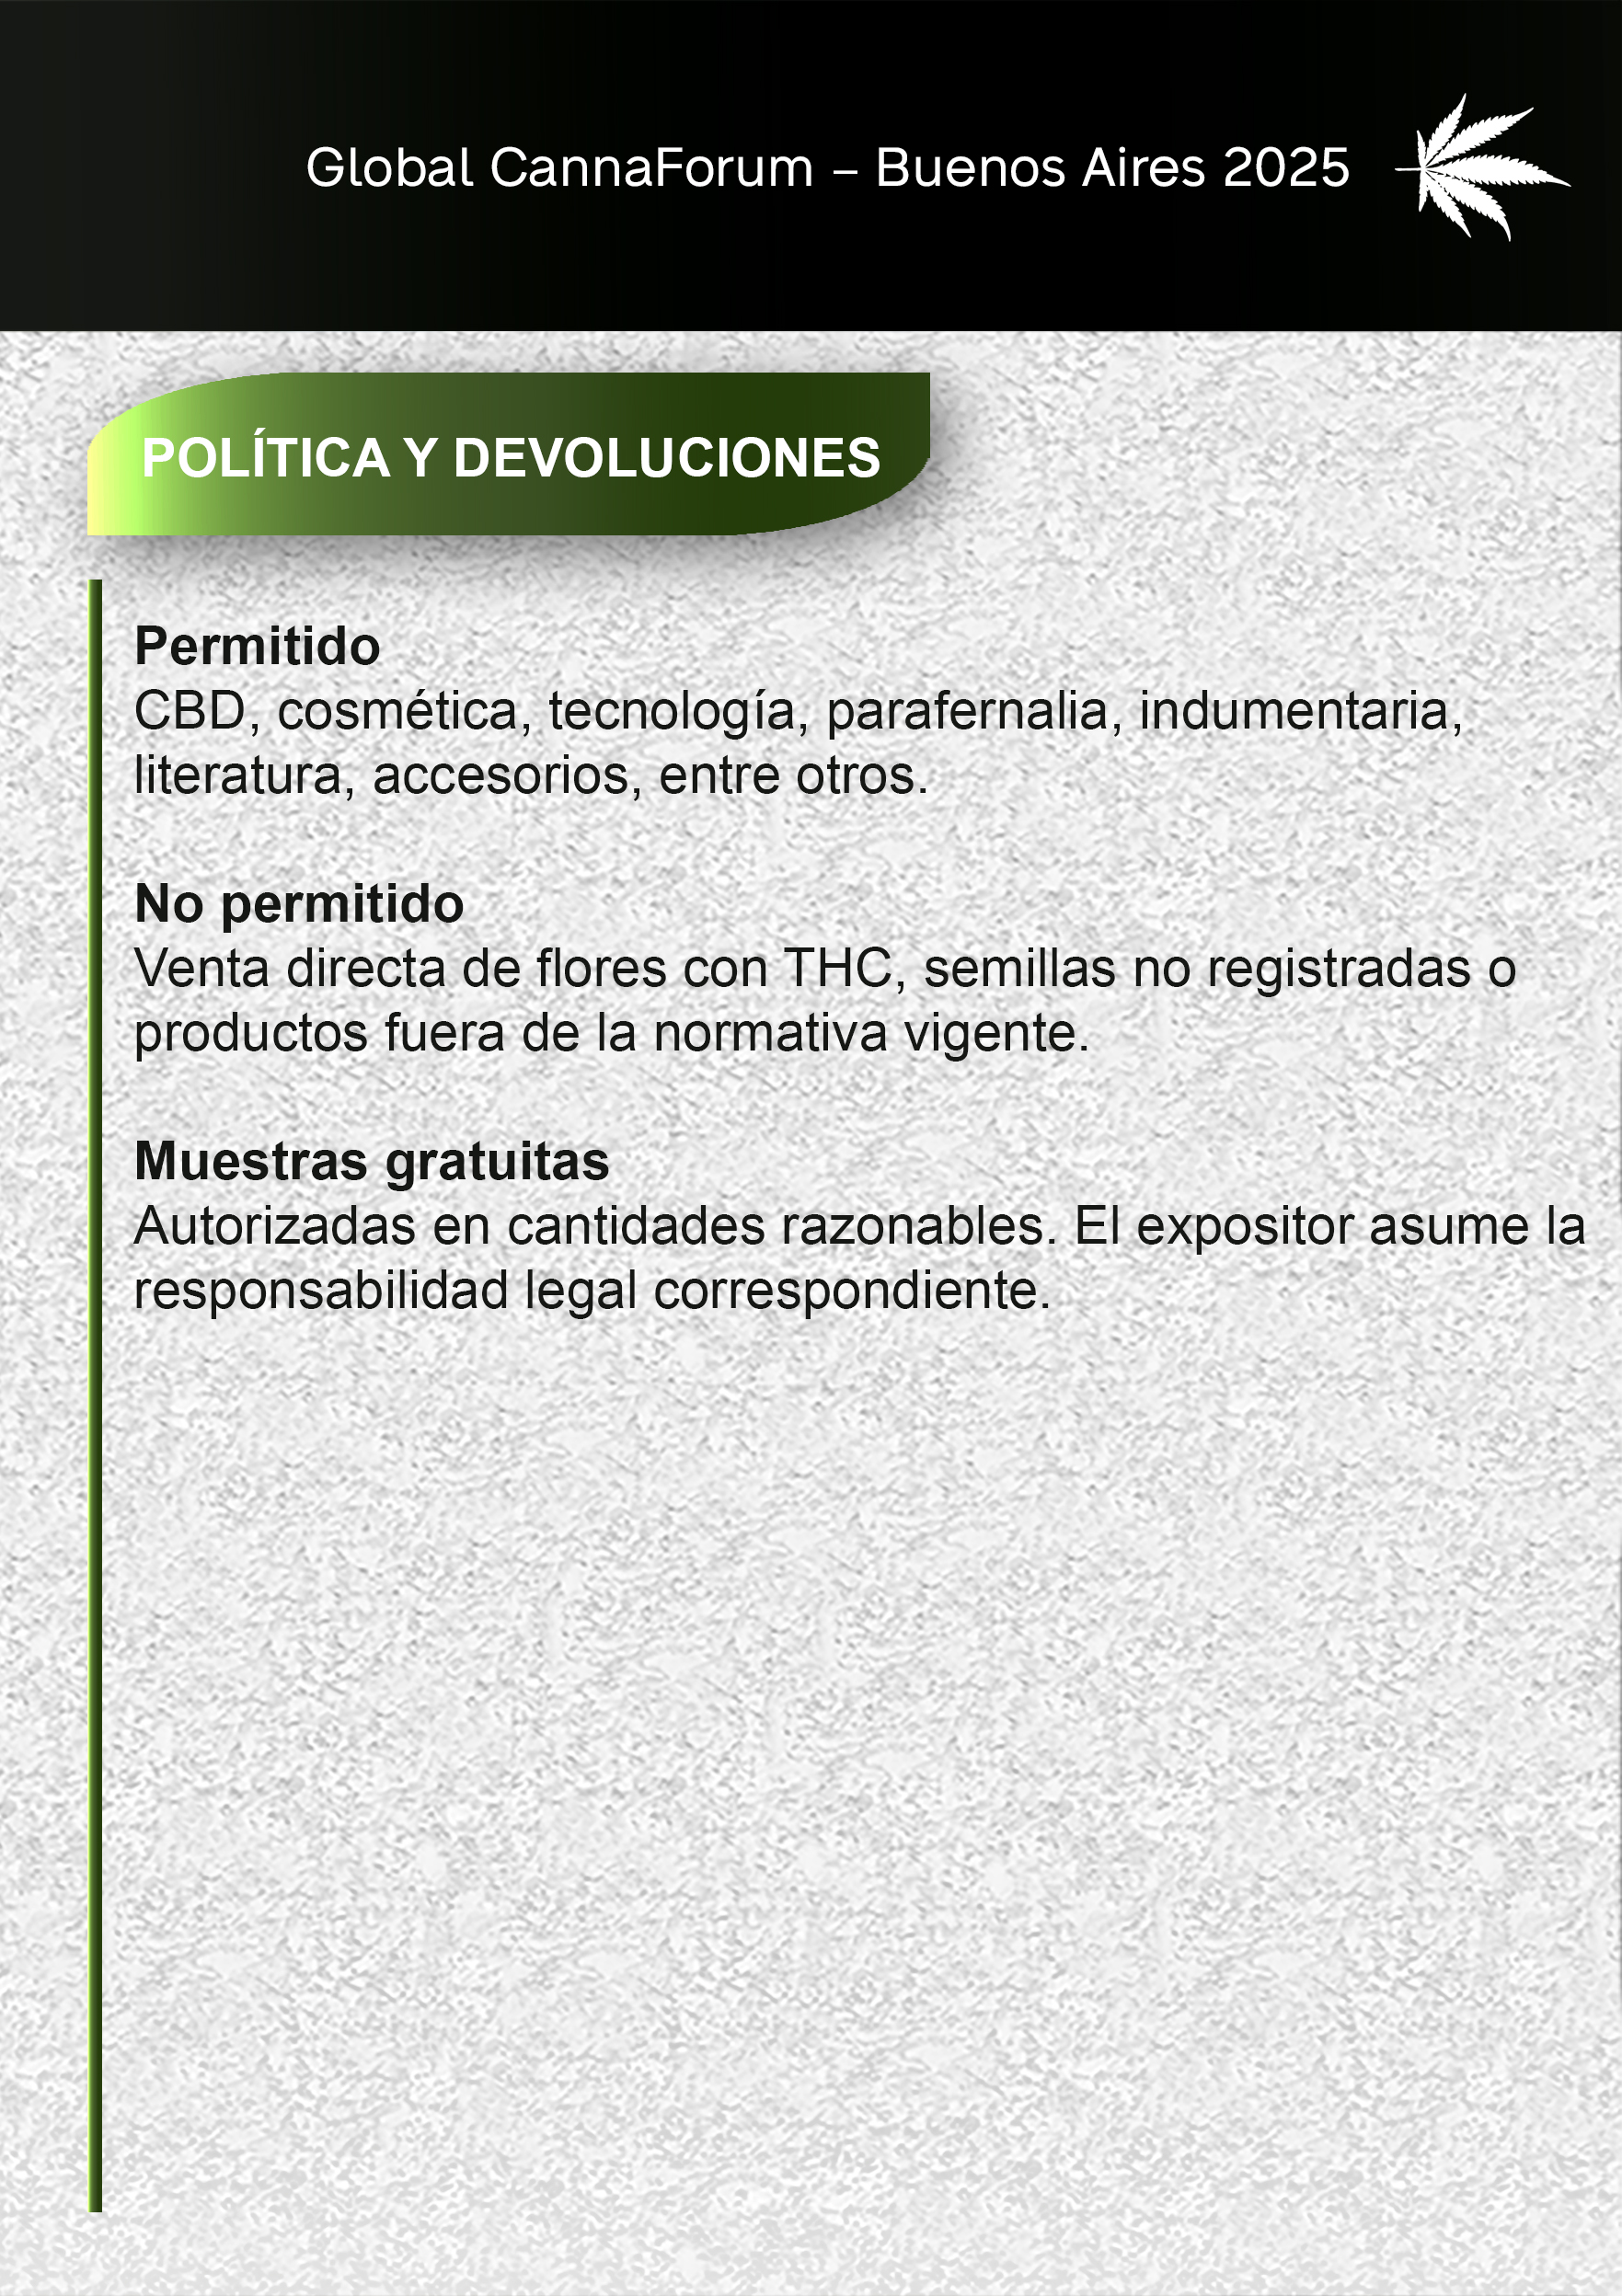 Global CannaForum – Buenos Aires 2025
POLÍTICA Y DEVOLUCIONES
Permitido
CBD, cosmética, tecnología, parafernalia, indumentaria,
literatura, accesorios, entre otros.
No permitido
Venta directa de flores con THC, semillas no registradas o
productos fuera de la normativa vigente.
Muestras gratuitas
Autorizadas en cantidades razonables. El expositor asume la
responsabilidad legal correspondiente.